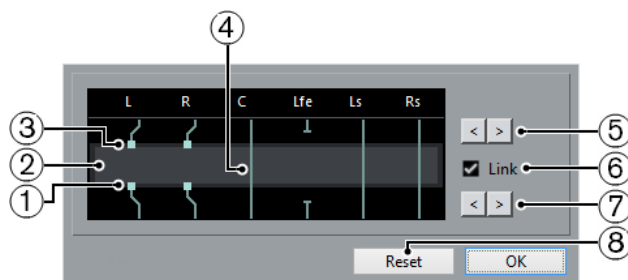 ④
L R C Lfe Ls Rs
③ < > ⑤
② Link ⑥
① < > ⑦
⑧
Reset OK